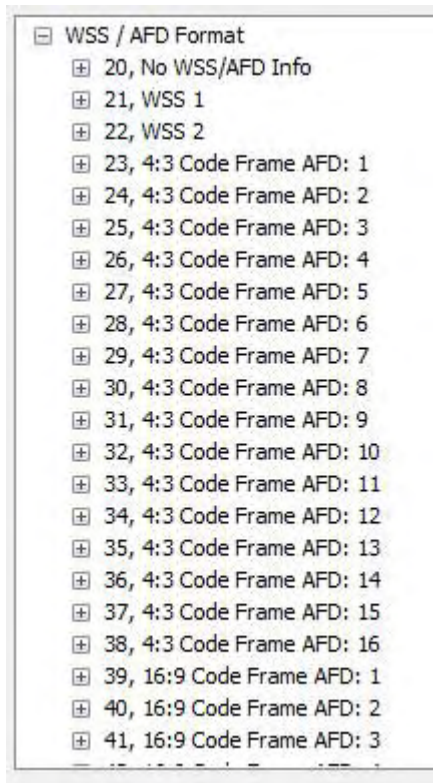 WSS / AFD Format
20, No WSS/AFD Info
21, WSS 1
22, WSS 2
23, 4:3 Code Frame AFD: 1
24, 4:3 Code Frame AFD: 2
25, 4:3 Code Frame AFD: 3
26, 4:3 Code Frame AFD: 4
27, 4:3 Code Frame AFD: 5
28, 4:3 Code Frame AFD: 6
29, 4:3 Code Frame AFD: 7
30, 4:3 Code Frame AFD: 8
31, 4:3 Code Frame AFD: 9
32, 4:3 Code Frame AFD: 10
33, 4:3 Code Frame AFD: 11
34, 4:3 Code Frame AFD: 12
35, 4:3 Code Frame AFD: 13
36, 4:3 Code Frame AFD: 14
37, 4:3 Code Frame AFD: 15
38, 4:3 Code Frame AFD: 16
39, 16:9 Code Frame AFD: 1
40, 16:9 Code Frame AFD: 2
41, 16:9 Code Frame AFD: 3